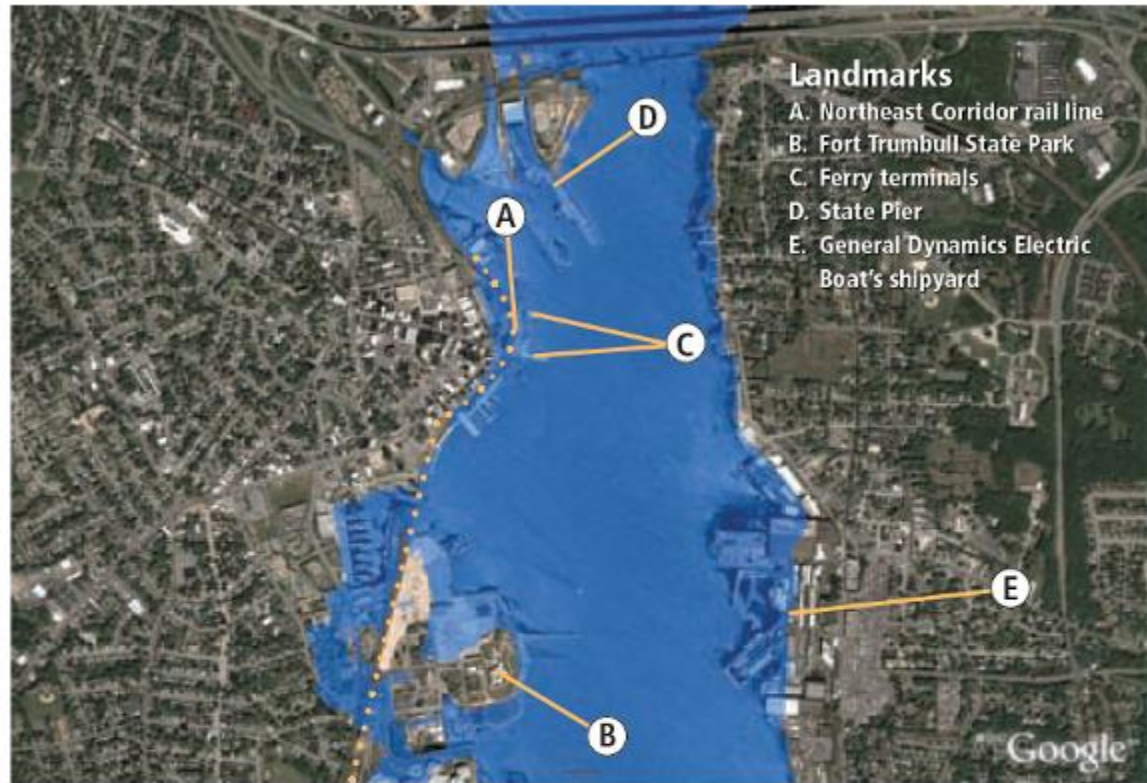 Landmarks
A. Northeast Corridor rail line
B. Fort Trumbull State Park
C. Ferry terminals
D. State Pier
E. General Dynamics Electric
Boat's shipyard
D
A
C
E
B
Google